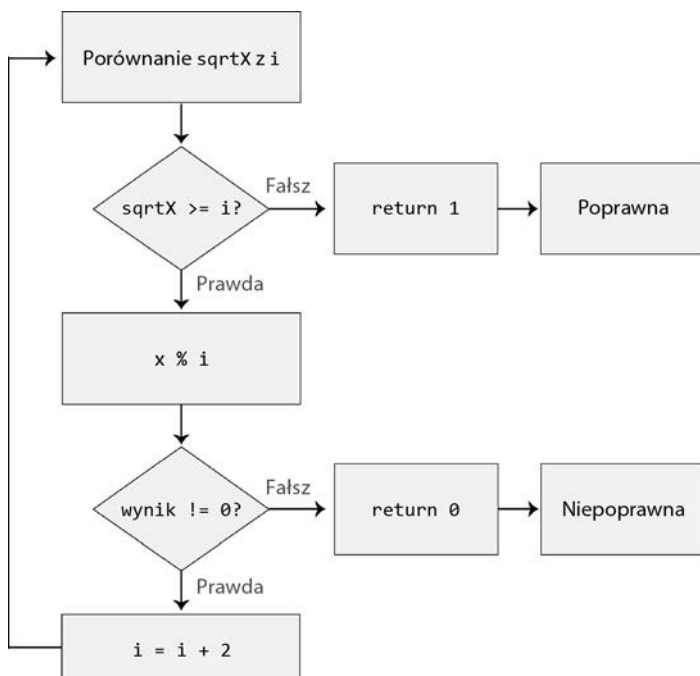 Porównanie sqrtX z i
sqrtX >= i?
Fałsz
return 1
Poprawna
Prawda
x % i
wynik != 0?
Fałsz
return 0
Niepoprawna
Prawda
i = i + 2